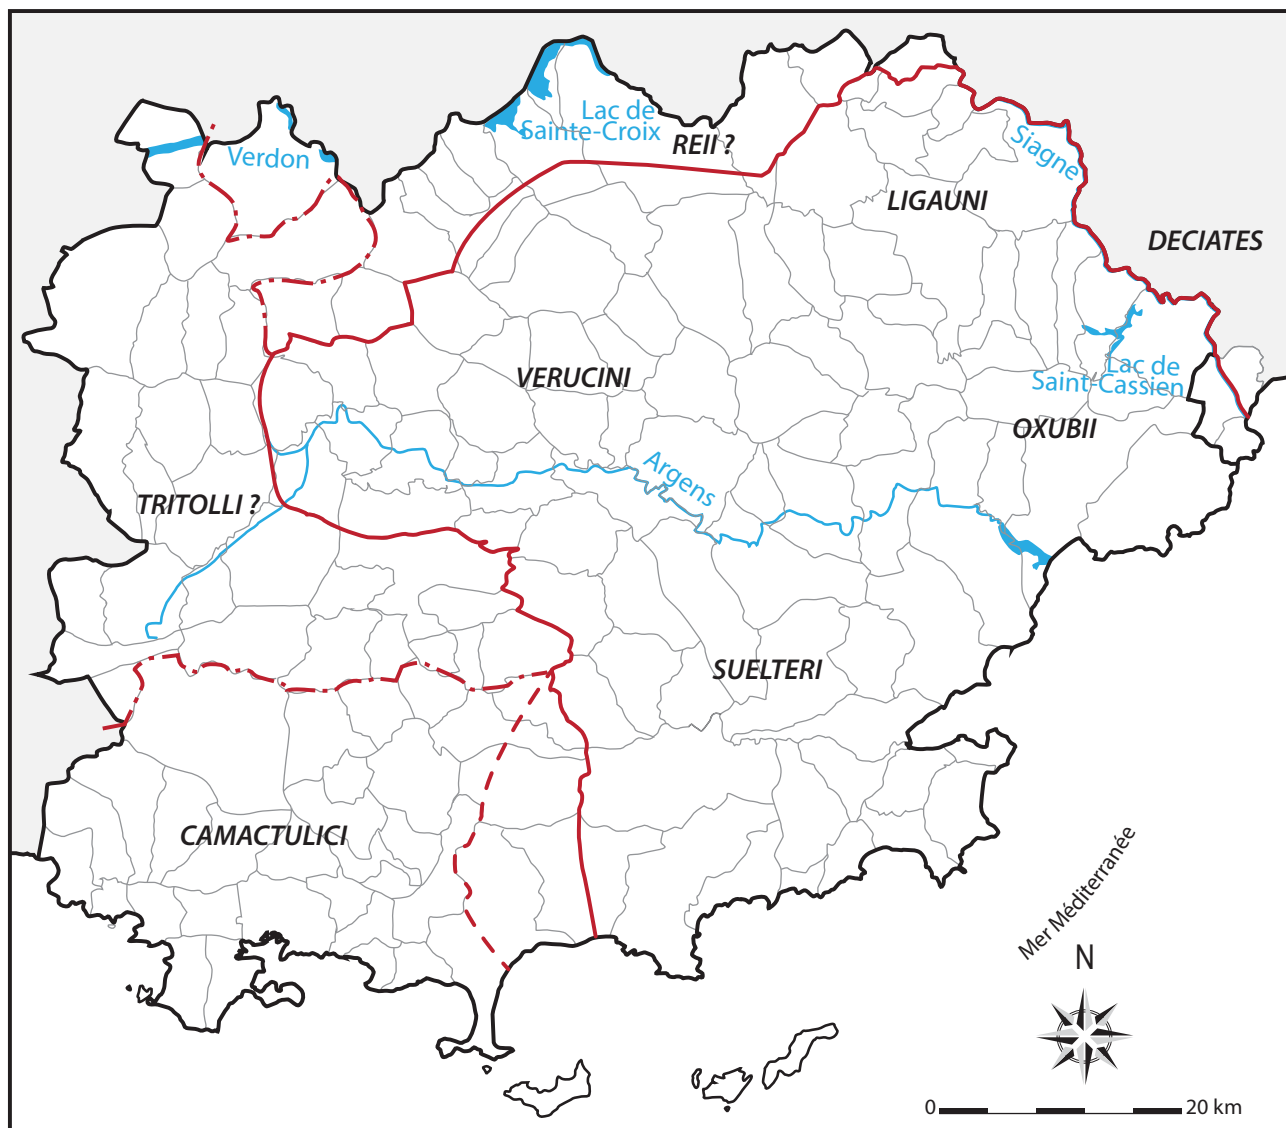 Lac de
Sainte-Croix
REII ?
Verdon
Siagne
LIGAUNI
DECIATES
VERUCINI
Lac de
Saint-Cassien
OXUBII
Argens
TRITOLLI ?
SUELTERI
CAMACTULICI
Mer Méditerranée
N
0
20 km